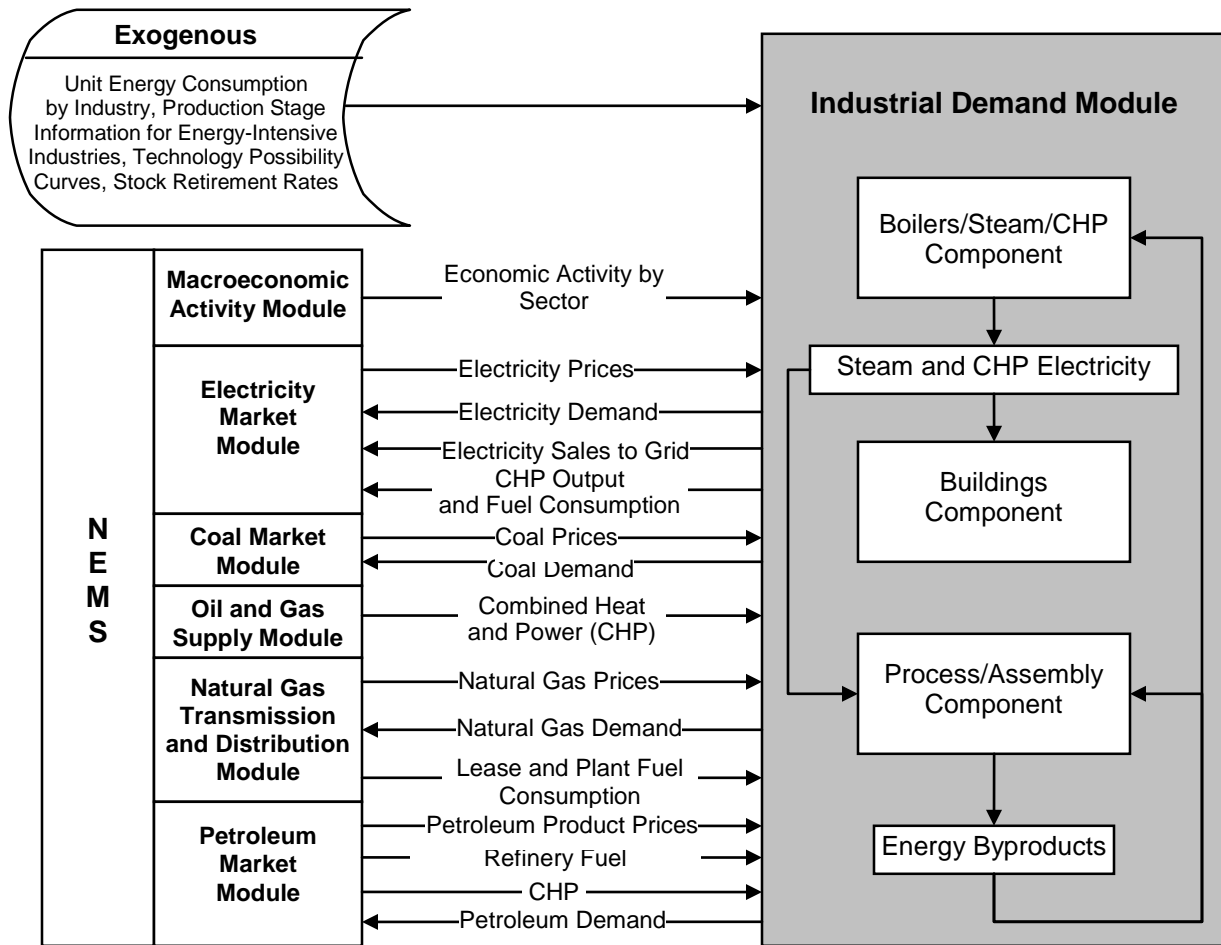 Exogenous
Unit Energy Consumption
by Industry, Production Stage
Information for Energy-Intensive
Industries, Technology Possibility
Curves, Stock Retirement Rates
N
E
M
S
Macroeconomic
Activity Module
Electricity
Market
Module
Coal Market
Module
Oil and Gas
Supply Module
Natural Gas
Transmission
and Distribution
Module
Petroleum
Market
Module
Economic Activity by
Sector
Electricity Prices
Electricity Demand
Electricity Sales to Grid
CHP Output
and Fuel Consumption
Coal Prices
Coal Demand
Combined Heat
and Power (CHP)
Natural Gas Prices
Natural Gas Demand
Lease and Plant Fuel
Consumption
Petroleum Product Prices
Refinery Fuel
CHP
Petroleum Demand
Industrial Demand Module
Boilers/Steam/CHP
Component
Steam and CHP Electricity
Buildings
Component
Process/Assembly
Component
Energy Byproducts